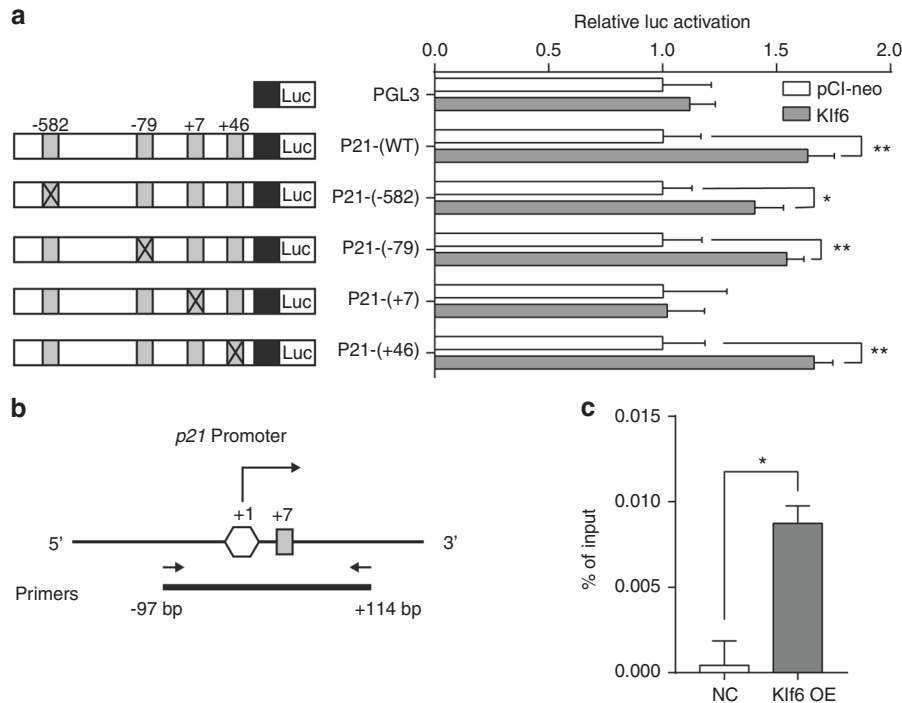 a
Relative luc activation
0.0 0.5 1.0 1.5 2.0
Luc
PGL3
pCI-neo
Klf6
-582 -79 +7 +46
Luc
P21-(WT)
**
Luc
P21-(-582)
*
Luc
P21-(-79)
**
Luc
P21-(+7)
Luc
P21-(+46)
**
b
p21 Promoter
+1 +7
5' 3'
Primers
-97 bp +114 bp
c
% of input
0.015
0.010
0.005
0.000
*
NC Klf6 OE